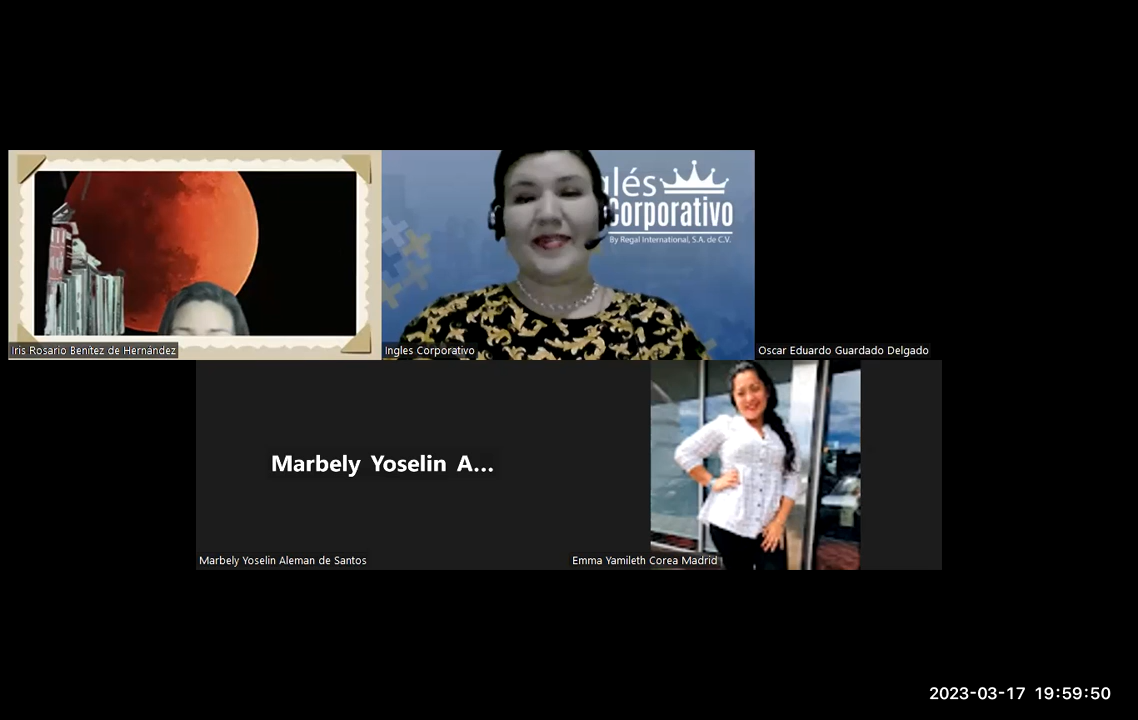 glés
Corporativo
By Regal International, S.A. de C.V.
Iris Rosario Benítez de Hernández
Ingles Corporativo
Oscar Eduardo Guardado Delgado
Marbely Yoselin A...
Marbely Yoselin Aleman de Santos
Emma Yamileth Corea Madrid
2023-03-17 19:59:50